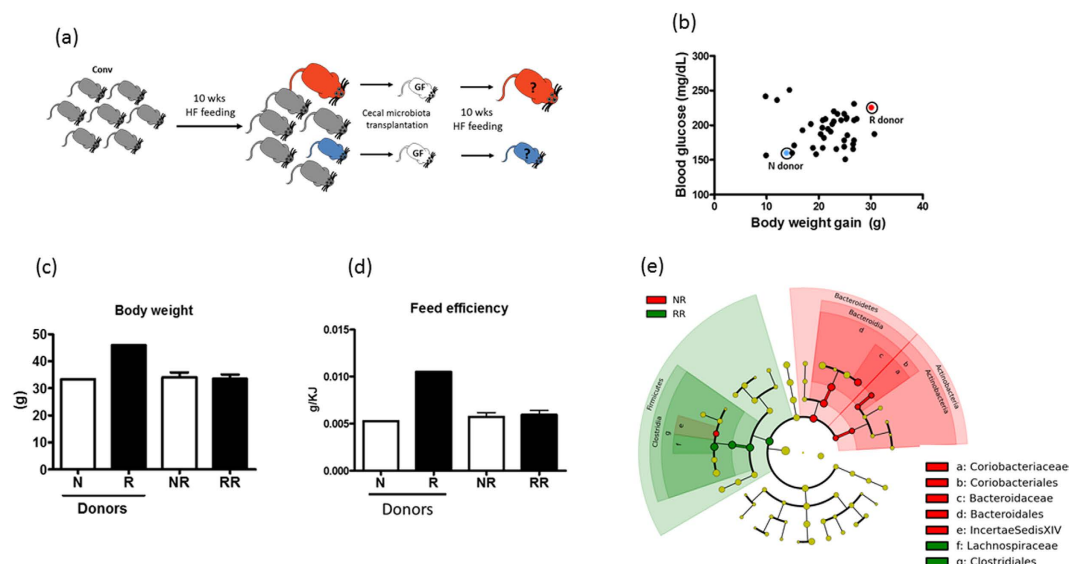 (a)
Conv
10 wks
HF feeding
GF
Cecal microbiota
transplantation
GF
10 wks
HF feeding
?
?
(b)
Blood glucose (mg/dL)
300
250
200
150
100
R donor
N donor
0
10
20
30
40
Body weight gain (g)
(c)
Body weight
(g)
50
40
30
20
10
0
N
R
NR
RR
Donors
(d)
Feed efficiency
g/KJ
0.015
0.010
0.005
0.000
N
R
NR
RR
Donors
(e)
NR
RR
Bacteroidetes
Bacteroidia
d
c
b
a
Actinobacteria
Actinobacteria
Firmicutes
Clostridia
g
f
e
a: Coriobacteriaceae
b: Coriobacteriales
c: Bacteroidaceae
d: Bacteroidales
e: IncertaeSedisXIV
f: Lachnospiraceae
g: Clostridiales